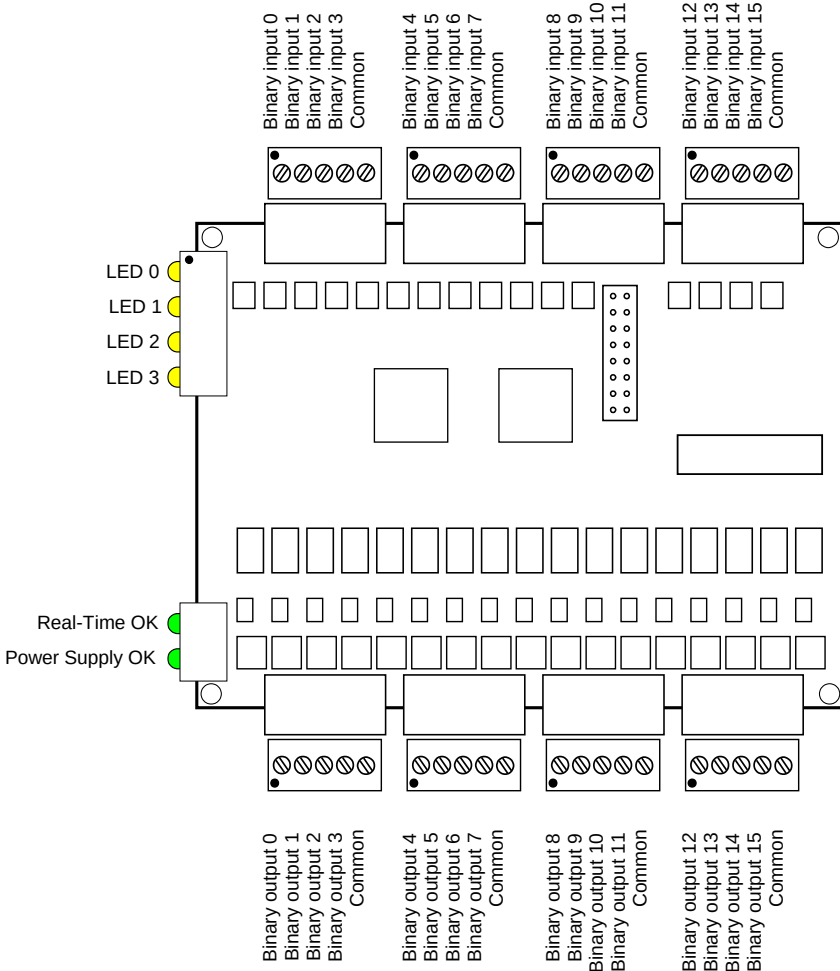 Binary input 0
Binary input 1
Binary input 2
Binary input 3
Common
Binary input 4
Binary input 5
Binary input 6
Binary input 7
Common
Binary input 8
Binary input 9
Binary input 10
Binary input 11
Common
Binary input 12
Binary input 13
Binary input 14
Binary input 15
Common
LED 0
LED 1
LED 2
LED 3
Real-Time OK
Power Supply OK
Binary output 0
Binary output 1
Binary output 2
Binary output 3
Common
Binary output 4
Binary output 5
Binary output 6
Binary output 7
Common
Binary output 8
Binary output 9
Binary output 10
Binary output 11
Common
Binary output 12
Binary output 13
Binary output 14
Binary output 15
Common